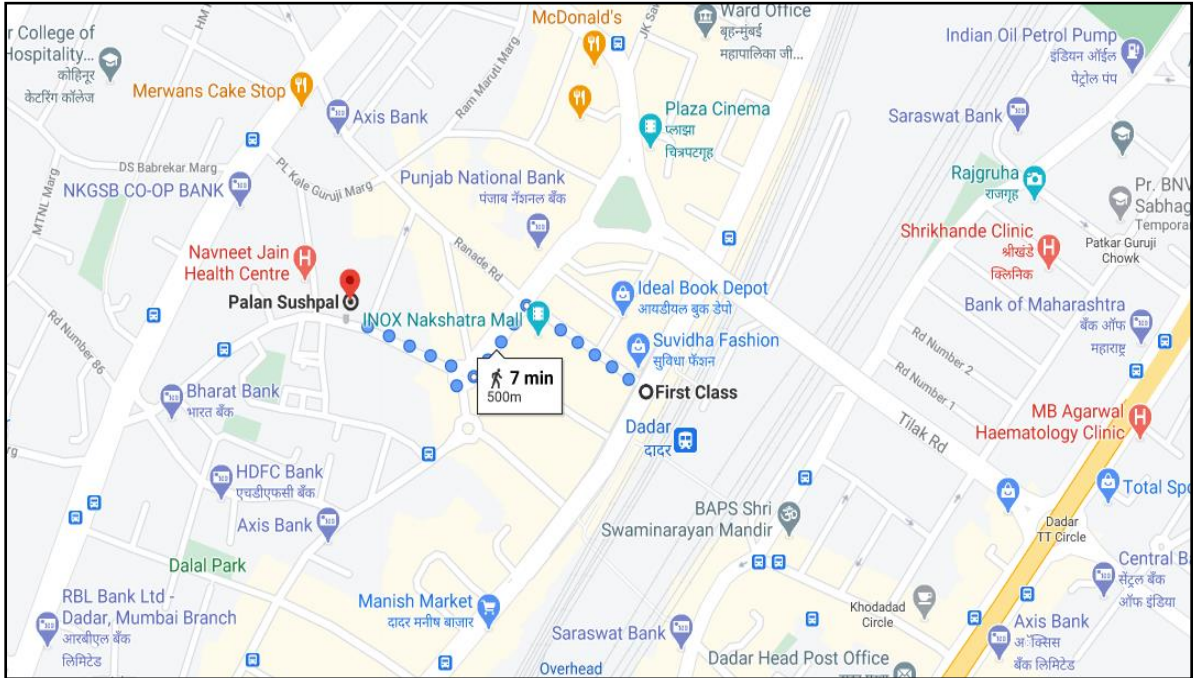 McDonald's
Ward Office
बृहन्मुंबई
महापालिका जी...
JK Sa
HM
r College of
Hospitality...
कोहिनूर
केटरिंग कॉलेज
Indian Oil Petrol Pump
इंडियन ऑईल
पेट्रोल पंप
Merwans Cake Stop
Axis Bank
Ram Maruti Marg
Plaza Cinema
प्लाझा
चित्रपटगृह
Saraswat Bank
DS Babrekar Marg
PL Kale Guruji Marg
MTNL Marg
NKGSB CO-OP BANK
Punjab National Bank
पंजाब नॅशनल बँक
Rajgruha
राजगृह
Pr. BNV
Sabhag
Tempora
Shrikhande Clinic
श्रीखंडे
क्लिनिक
Patkar Guruji
Chowk
Ranade Rd
Navneet Jain
Health Centre
Palan Sushpal
INOX Nakshatra Mall
Ideal Book Depot
आयडीयल बुक डेपो
Bank of Maharashtra
बँक ऑफ
महाराष्ट्र
Rd Number 86
Suvidha Fashion
सुविधा फॅशन
Rd Number 2
Rd Number 1
7 min
500m
First Class
Bharat Bank
भारत बँक
Dadar
दादर
Tilak Rd
MB Agarwal
Haematology Clinic
HDFC Bank
एचडीएफसी बँक
Axis Bank
BAPS Shri
Swaminarayan Mandir
Total Spo
Dadar
TT Circle
Dalal Park
Central B
सेंट्रल बँक
ऑफ इंडिया
RBL Bank Ltd -
Dadar, Mumbai Branch
आरबीएल बँक
लिमिटेड
Manish Market
दादर मनीष बाजार
Saraswat Bank
Khodadad
Circle
Axis Bank
अ‍ॅक्सिस
बँक लिमिटेड
Overhead
Dadar Head Post Office